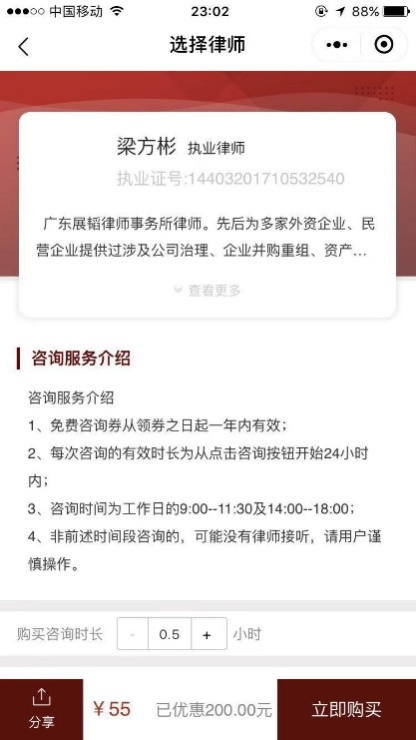 中国移动 23:02 88%
选择律师
梁方彬 执业律师
执业证号:14403201710532540
广东展韬律师事务所律师。先后为多家外资企业、民
营企业提供过涉及公司治理、企业并购重组、资产...
查看更多
咨询服务介绍
咨询服务介绍
1、免费咨询券从领券之日起一年内有效；
2、每次咨询的有效时长为从点击咨询按钮开始24小时
内；
3、咨询时间为工作日的9:00--11:30及14:00--18:00；
4、非前述时间段咨询的，可能没有律师接听，请用户谨
慎操作。
购买咨询时长 - 0.5 + 小时
分享 ￥55 已优惠200.00元 立即购买